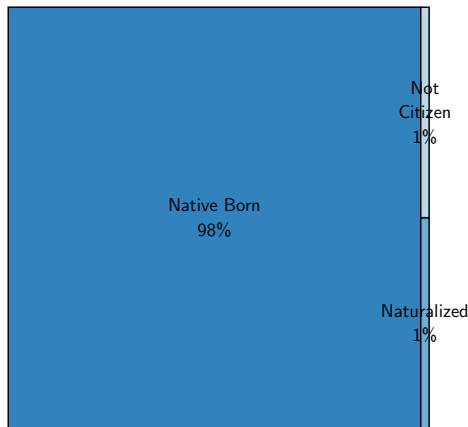 Not
Citizen
1%
Native Born
98%
Naturalized
1%